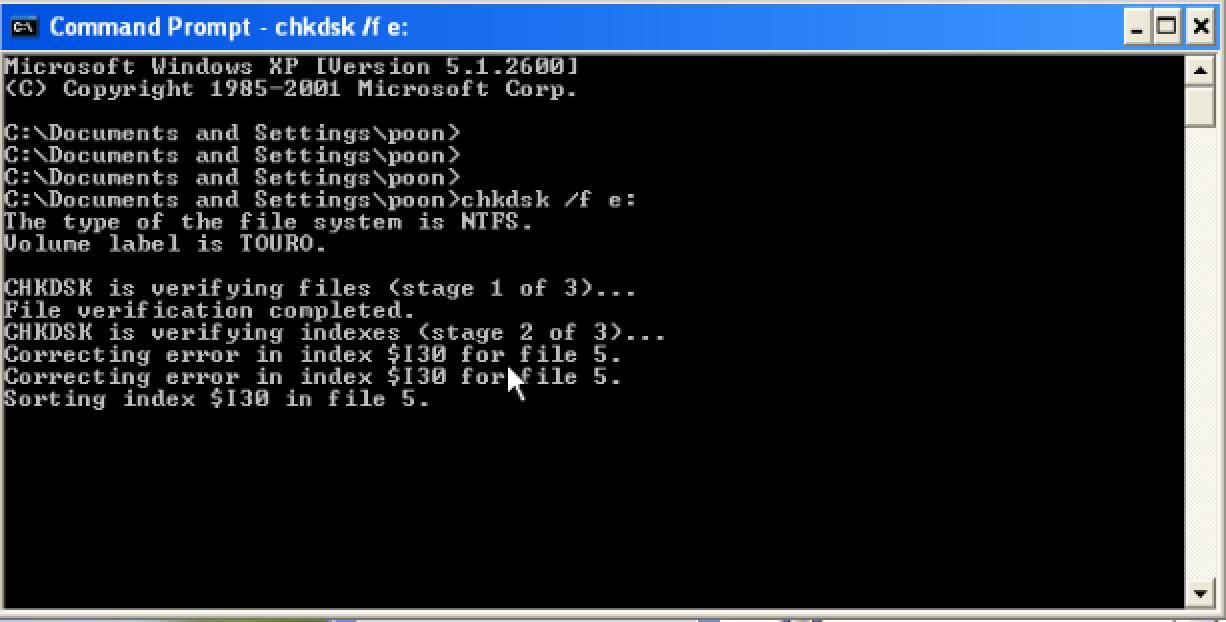 Command Prompt - chkdsk /f e:
Microsoft Windows XP [Version 5.1.2600]
(C) Copyright 1985-2001 Microsoft Corp.
C:\Documents and Settings\poon>
C:\Documents and Settings\poon>
C:\Documents and Settings\poon>
C:\Documents and Settings\poon>chkdsk /f e:
The type of the file system is NTFS.
Volume label is TOURO.
CHKDSK is verifying files (stage 1 of 3)...
File verification completed.
CHKDSK is verifying indexes (stage 2 of 3)...
Correcting error in index $I30 for file 5.
Correcting error in index $I30 for file 5.
Sorting index $I30 in file 5.